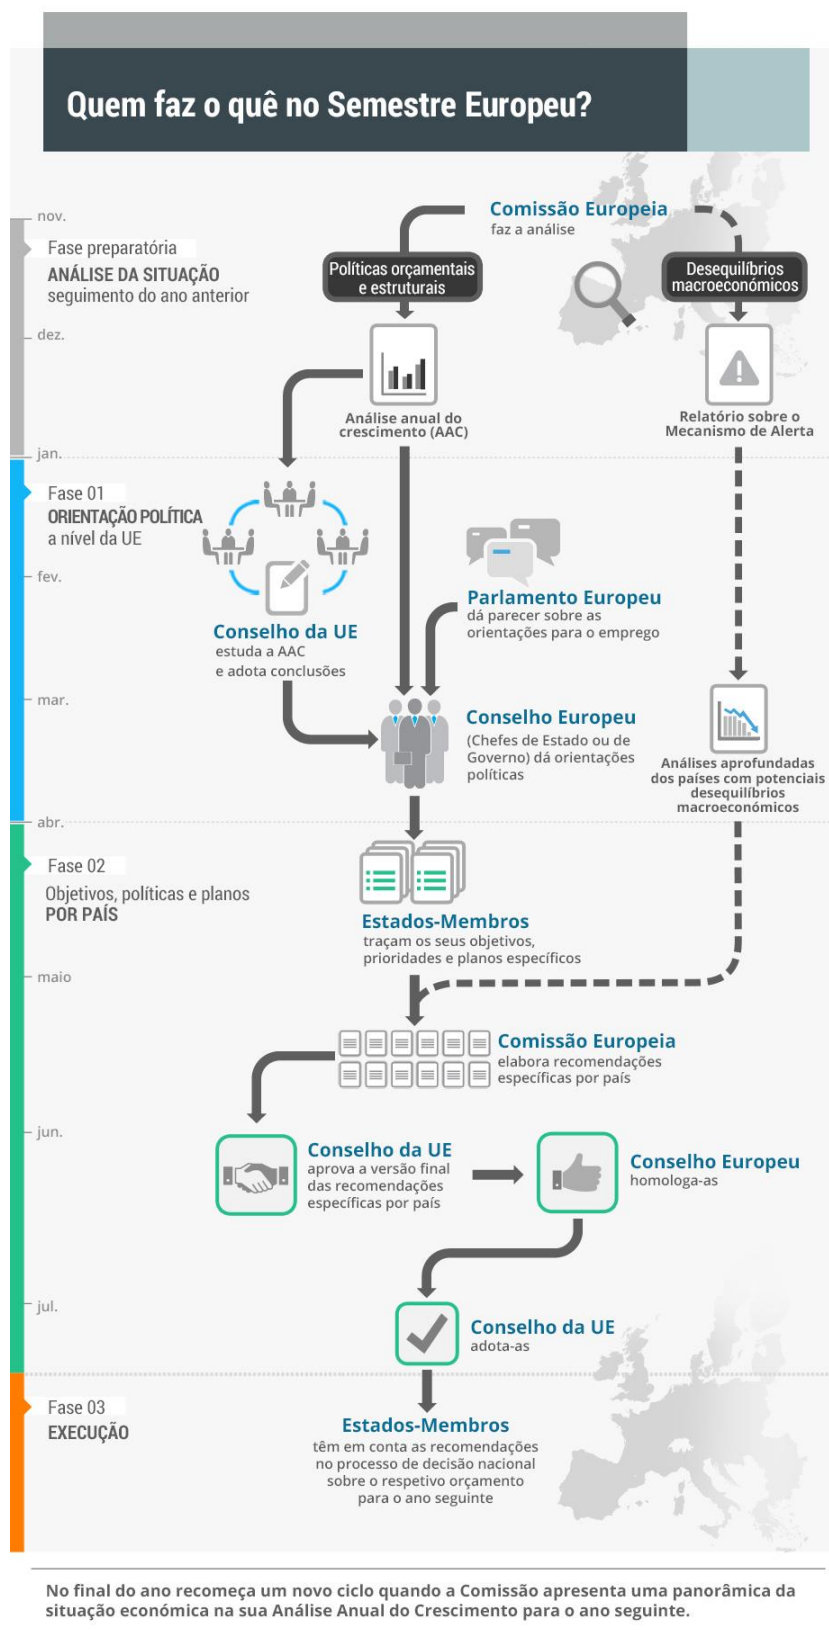 Quem faz o quê no Semestre Europeu?
nov.
Comissão Europeia
faz a análise
Fase preparatória
ANÁLISE DA SITUAÇÃO
seguimento do ano anterior
Políticas orçamentais
e estruturais
Desequilíbrios
macroeconómicos
dez.
Análise anual do
crescimento (AAC)
Relatório sobre o
Mecanismo de Alerta
jan.
Fase 01
ORIENTAÇÃO POLÍTICA
a nível da UE
fev.
Parlamento Europeu
dá parecer sobre as
orientações para o emprego
Conselho da UE
estuda a AAC
e adota conclusões
mar.
Conselho Europeu
(Chefes de Estado ou de
Governo) dá orientações
políticas
Análises aprofundadas
dos países com potenciais
desequilíbrios
macroeconómicos
abr.
Fase 02
Objetivos, políticas e planos
POR PAÍS
Estados-Membros
traçam os seus objetivos,
prioridades e planos específicos
maio
Comissão Europeia
elabora recomendações
específicas por país
jun.
Conselho da UE
aprova a versão final
das recomendações
específicas por país
Conselho Europeu
homologa-as
jul.
Conselho da UE
adota-as
Fase 03
EXECUÇÃO
Estados-Membros
têm em conta as recomendações
no processo de decisão nacional
sobre o respetivo orçamento
para o ano seguinte
No final do ano recomeça um novo ciclo quando a Comissão apresenta uma panorâmica da
situação económica na sua Análise Anual do Crescimento para o ano seguinte.